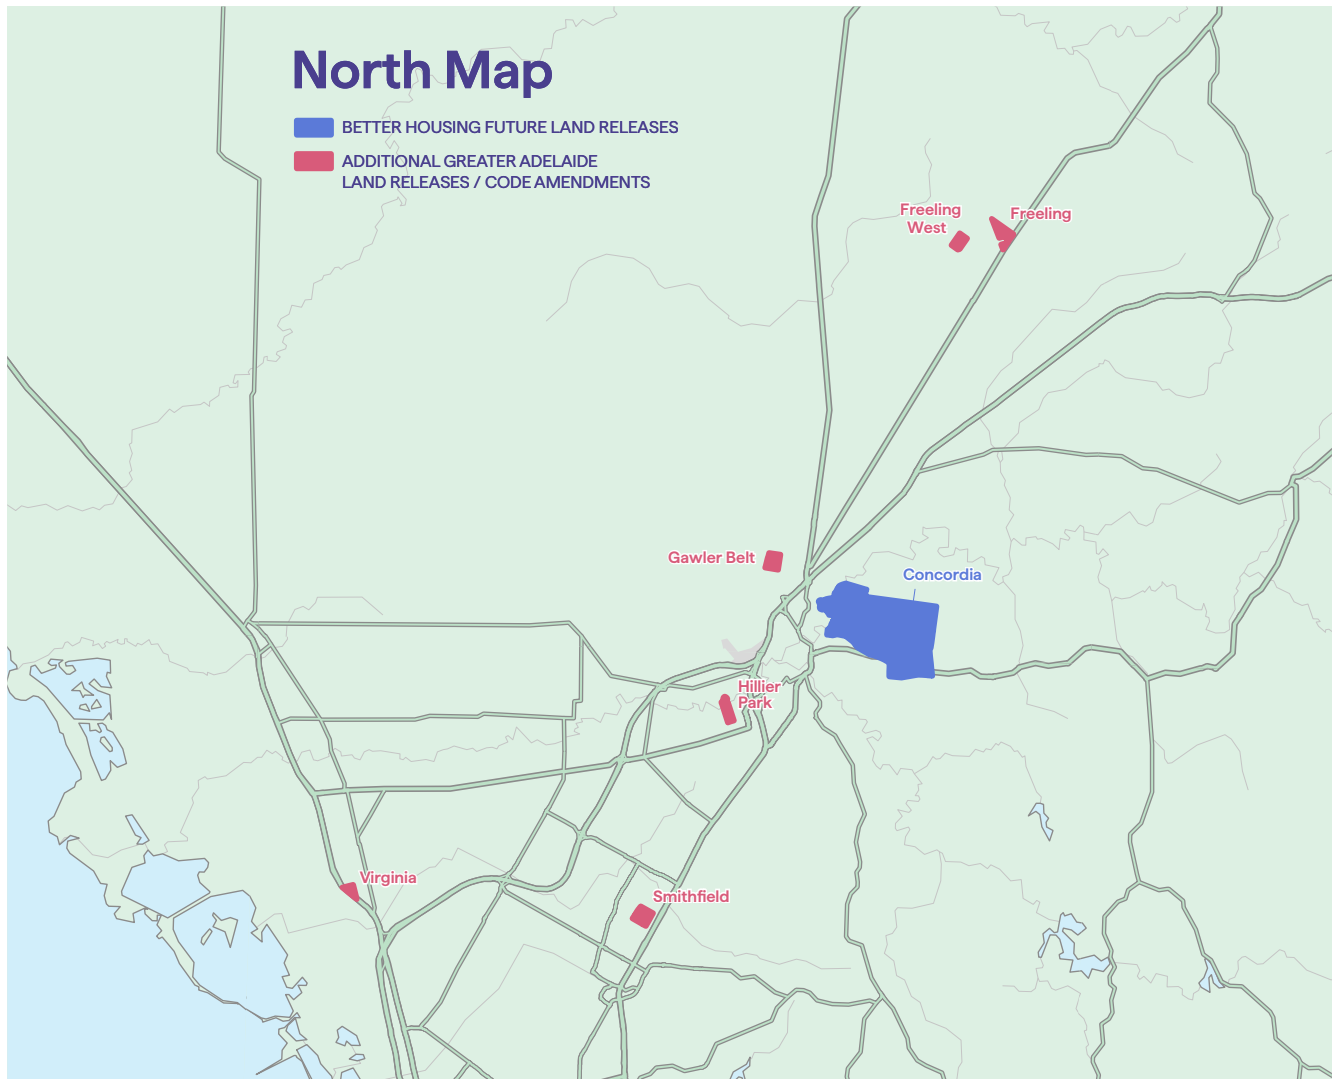 North Map
BETTER HOUSING FUTURE LAND RELEASES
ADDITIONAL GREATER ADELAIDE
LAND RELEASES / CODE AMENDMENTS
Freeling
West
Freeling
Gawler Belt
Concordia
Hillier
Park
Virginia
Smithfield